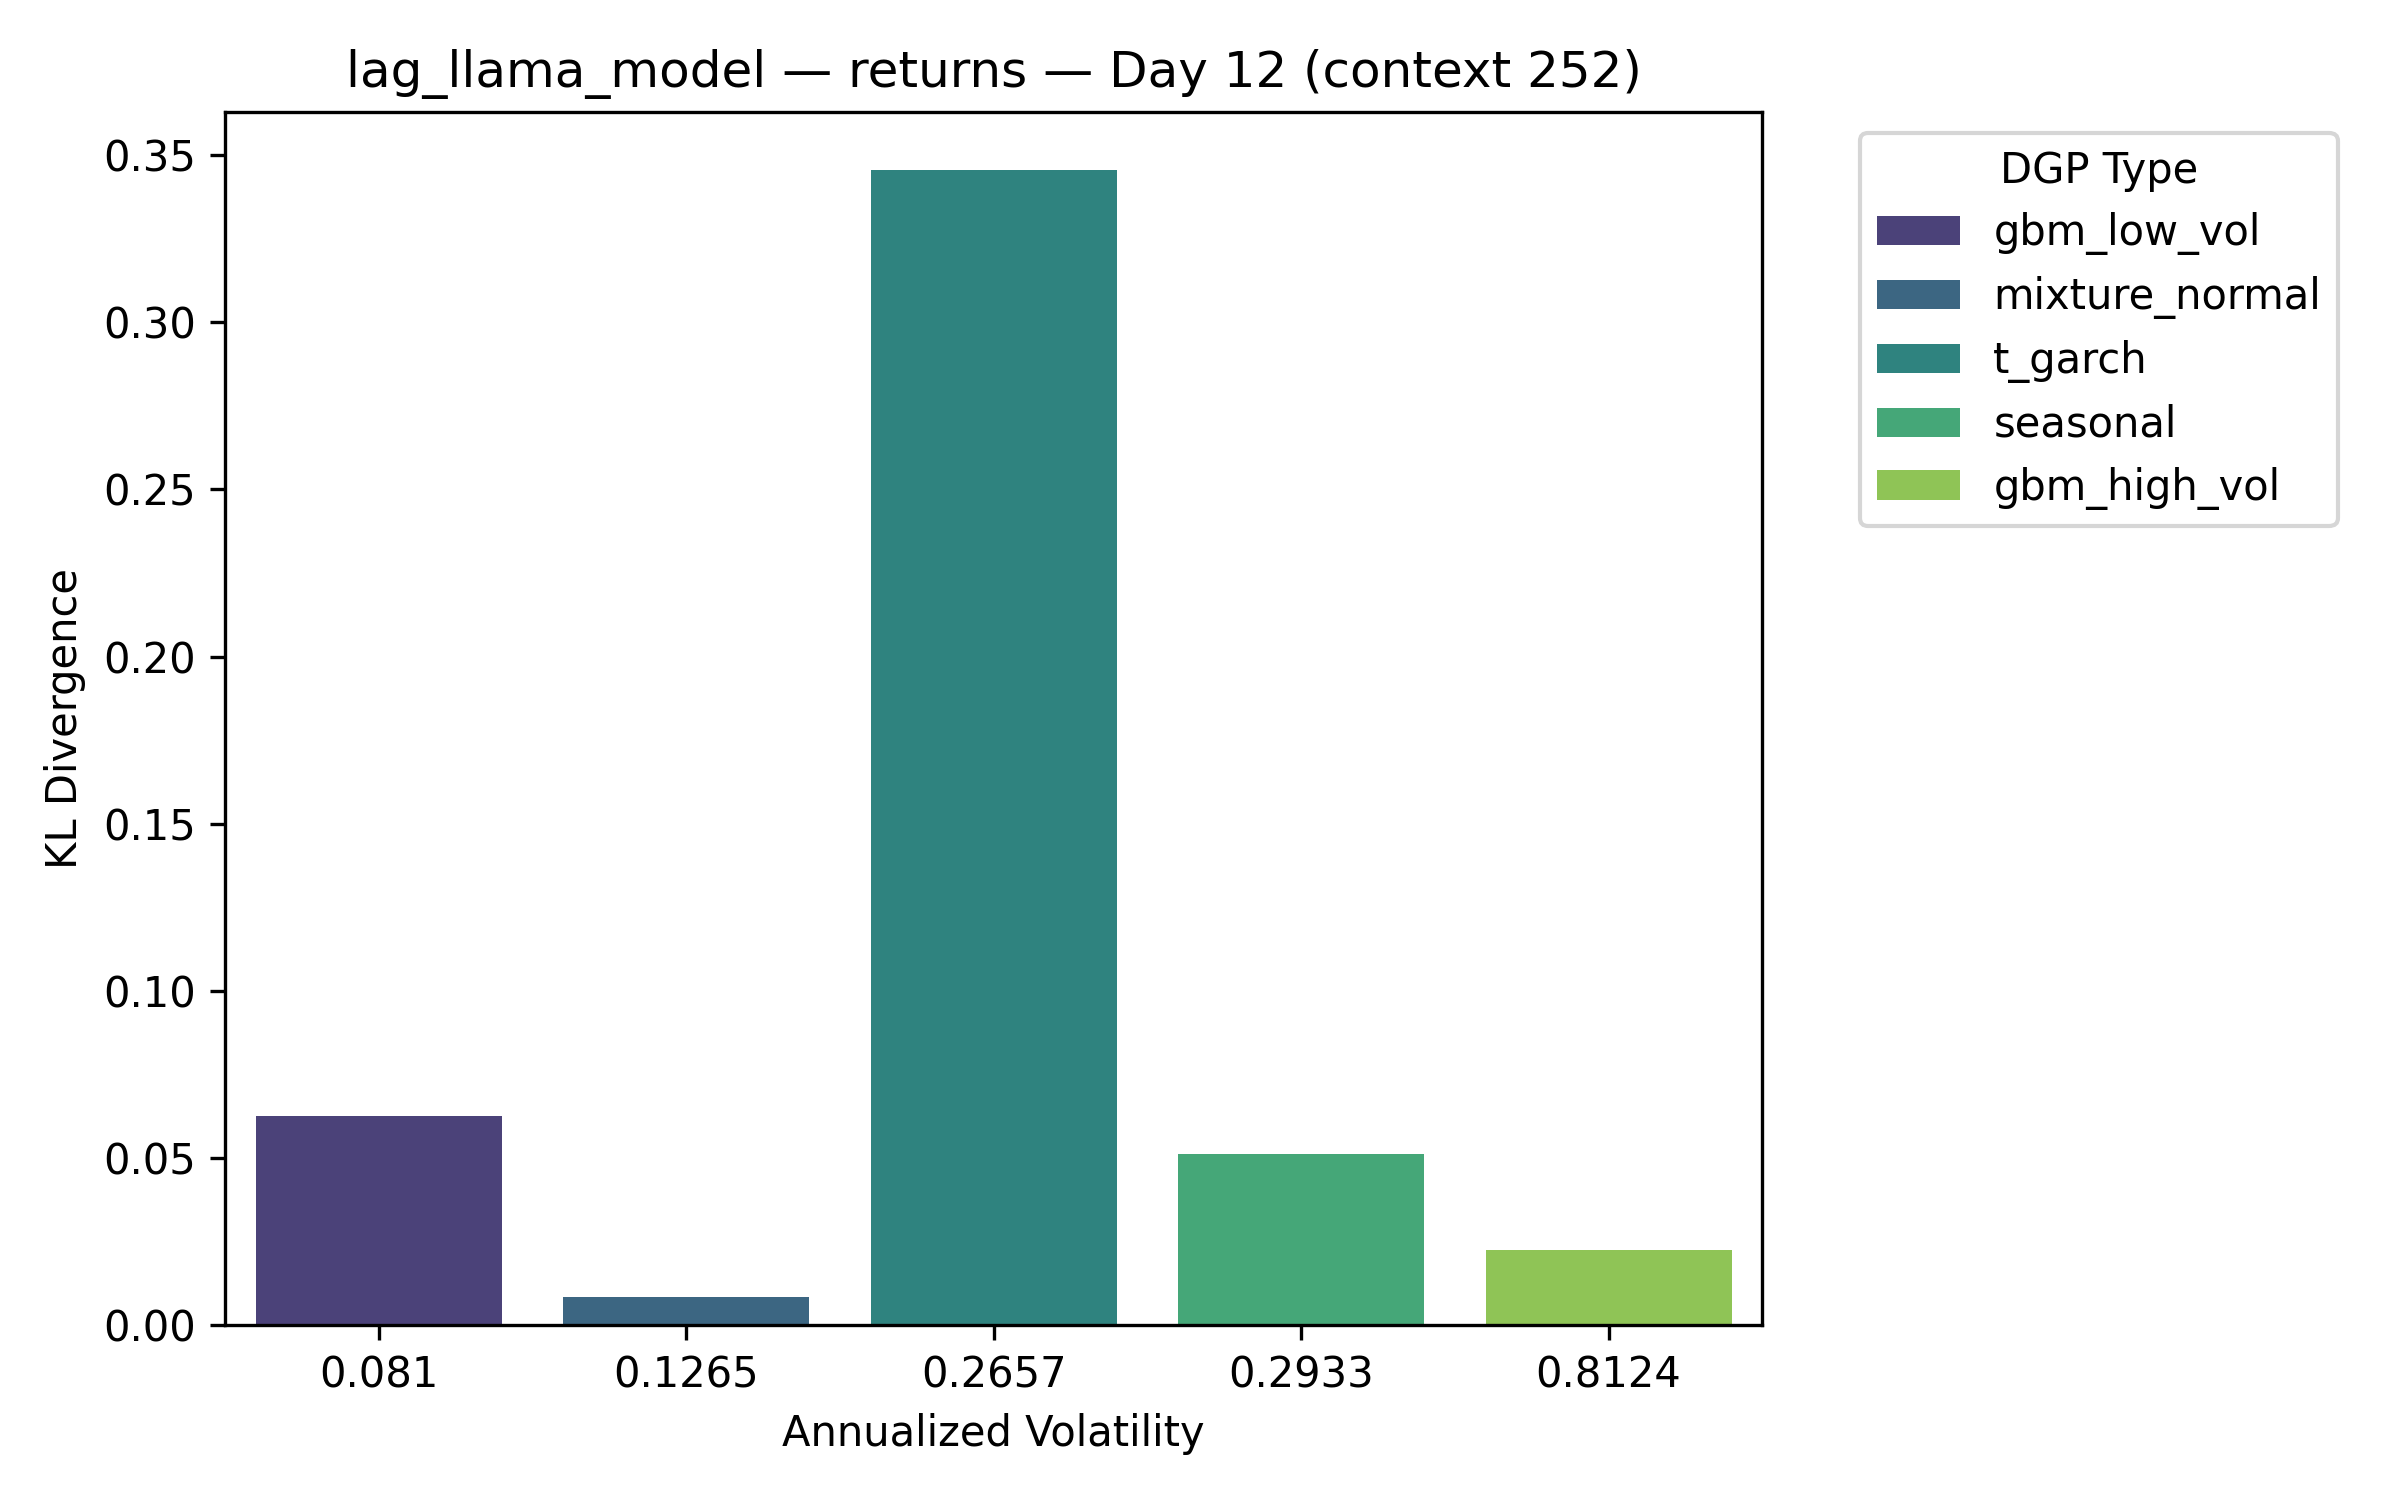 lag_llama_model — returns — Day 12 (context 252)
KL Divergence
0.35
0.30
0.25
0.20
0.15
0.10
0.05
0.00
0.081 0.1265 0.2657 0.2933 0.8124
Annualized Volatility
DGP Type
gbm_low_vol
mixture_normal
t_garch
seasonal
gbm_high_vol